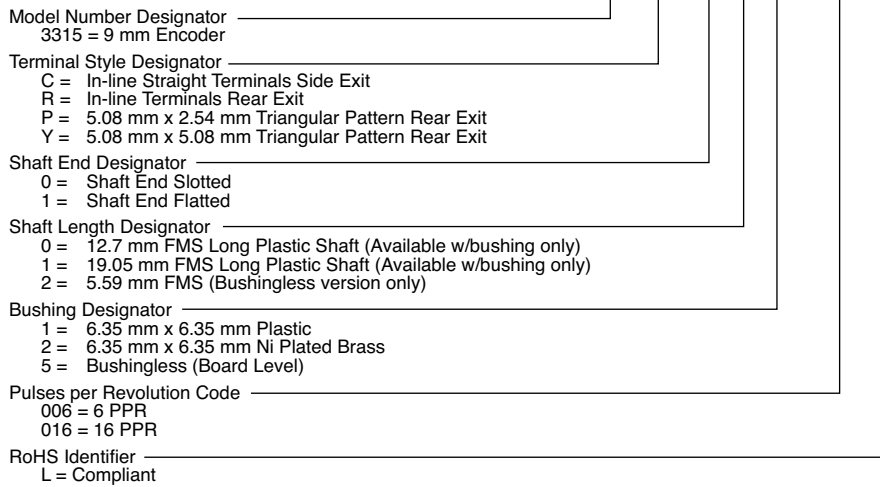 Model Number Designator
3315 = 9 mm Encoder
Terminal Style Designator
C = In-line Straight Terminals Side Exit
R = In-line Terminals Rear Exit
P = 5.08 mm x 2.54 mm Triangular Pattern Rear Exit
Y = 5.08 mm x 5.08 mm Triangular Pattern Rear Exit
Shaft End Designator
0 = Shaft End Slotted
1 = Shaft End Flatted
Shaft Length Designator
0 = 12.7 mm FMS Long Plastic Shaft (Available w/bushing only)
1 = 19.05 mm FMS Long Plastic Shaft (Available w/bushing only)
2 = 5.59 mm FMS (Bushingless version only)
Bushing Designator
1 = 6.35 mm x 6.35 mm Plastic
2 = 6.35 mm x 6.35 mm Ni Plated Brass
5 = Bushingless (Board Level)
Pulses per Revolution Code
006 = 6 PPR
016 = 16 PPR
RoHS Identifier
L = Compliant